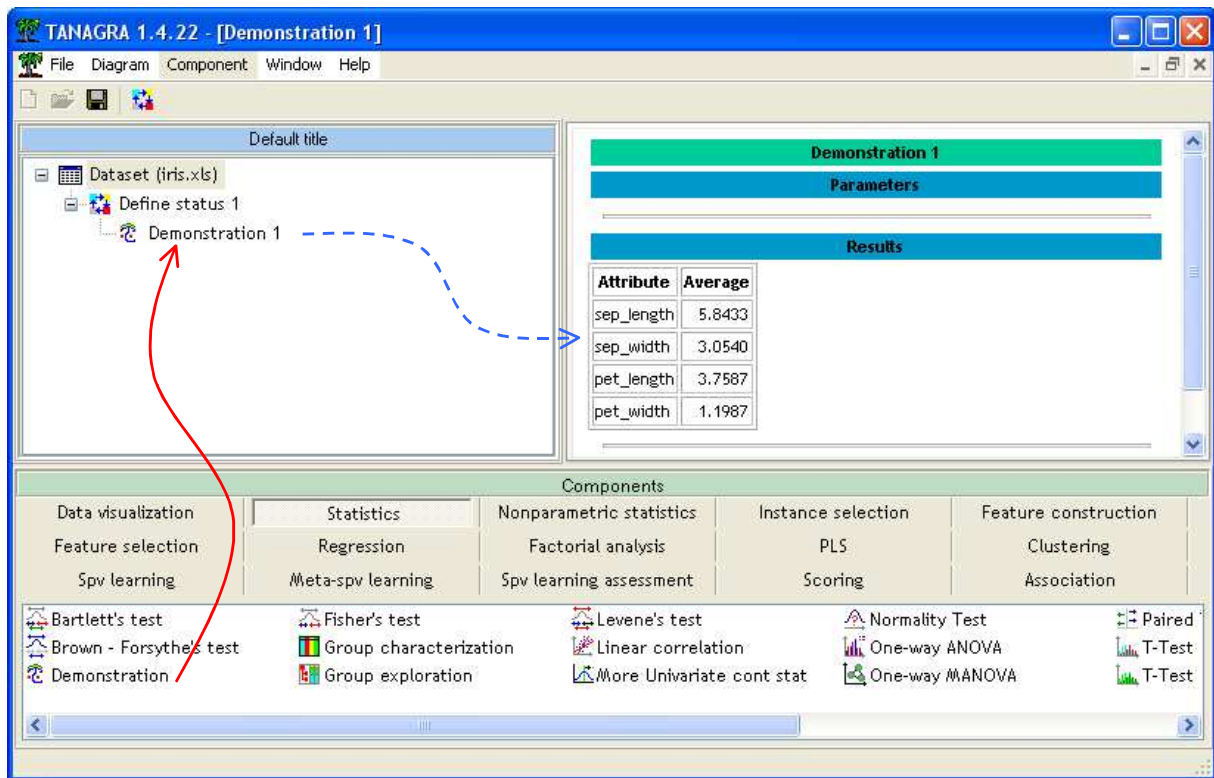 TANAGRA 1.4.22 - [Demonstration 1]
File Diagram Component Window Help
Default title
Dataset (iris.xls)
Define status 1
Demonstration 1
Demonstration 1
Parameters
Results
Attribute Average
sep_length 5.8433
sep_width 3.0540
pet_length 3.7587
pet_width 1.1987
Components
Data visualization Statistics Nonparametric statistics Instance selection Feature construction
Feature selection Regression Factorial analysis PLS Clustering
Spv learning Meta-spv learning Spv learning assessment Scoring Association
Bartlett's test Fisher's test Levene's test Normality Test Paired
Brown - Forsythe's test Group characterization Linear correlation One-way ANOVA T-Test
Demonstration Group exploration More Univariate cont stat One-way MANOVA T-Test